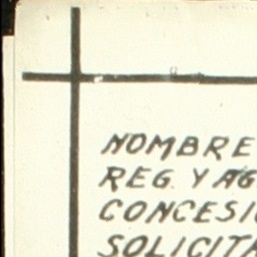 NOMBRE
REG. Y AG
CONCESI
SOLICITA